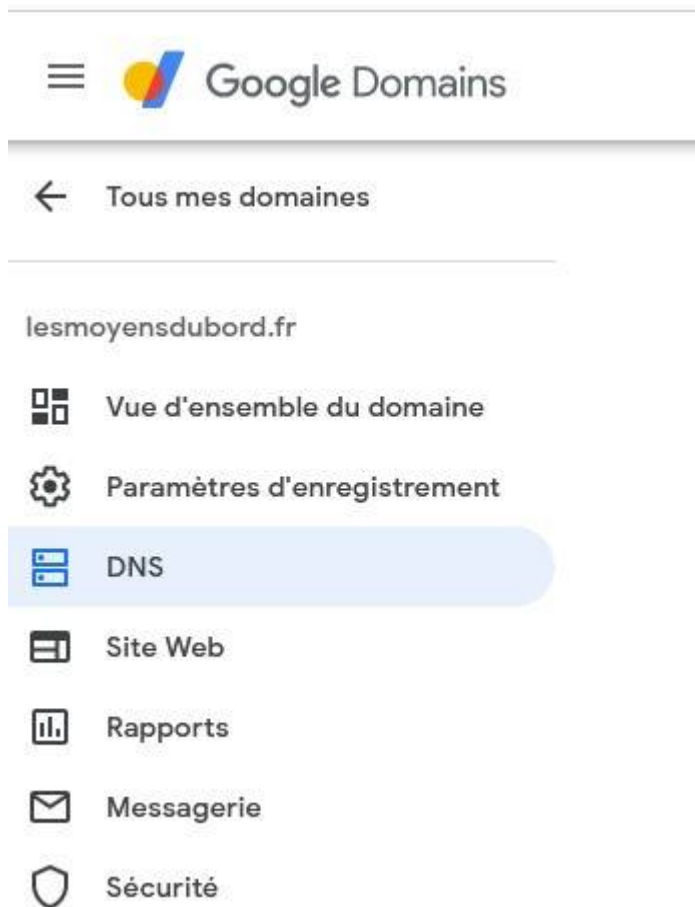 Google Domains
Tous mes domaines
lesmoyensdubord.fr
Vue d'ensemble du domaine
Paramètres d'enregistrement
DNS
Site Web
Rapports
Messagerie
Sécurité